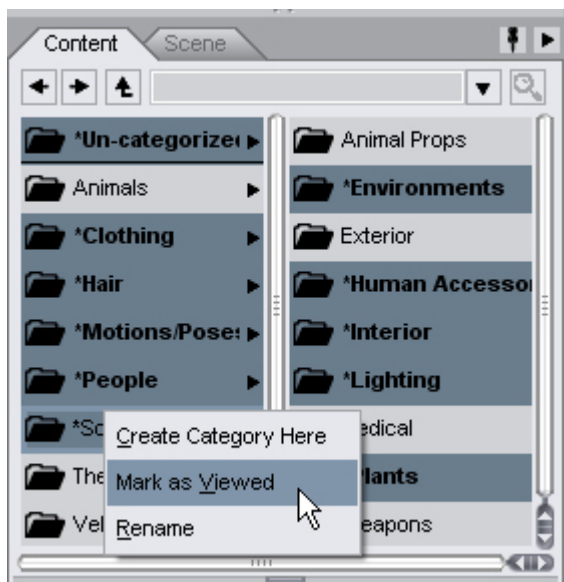 Content Scene
*Un-categorized
Animals
*Clothing
*Hair
*Motions/Poses
*People
*Sc
The
Vel
Animal Props
*Environments
Exterior
*Human Accesso
*Interior
*Lighting
edical
lants
eapons
Create Category Here
Mark as Viewed
Rename